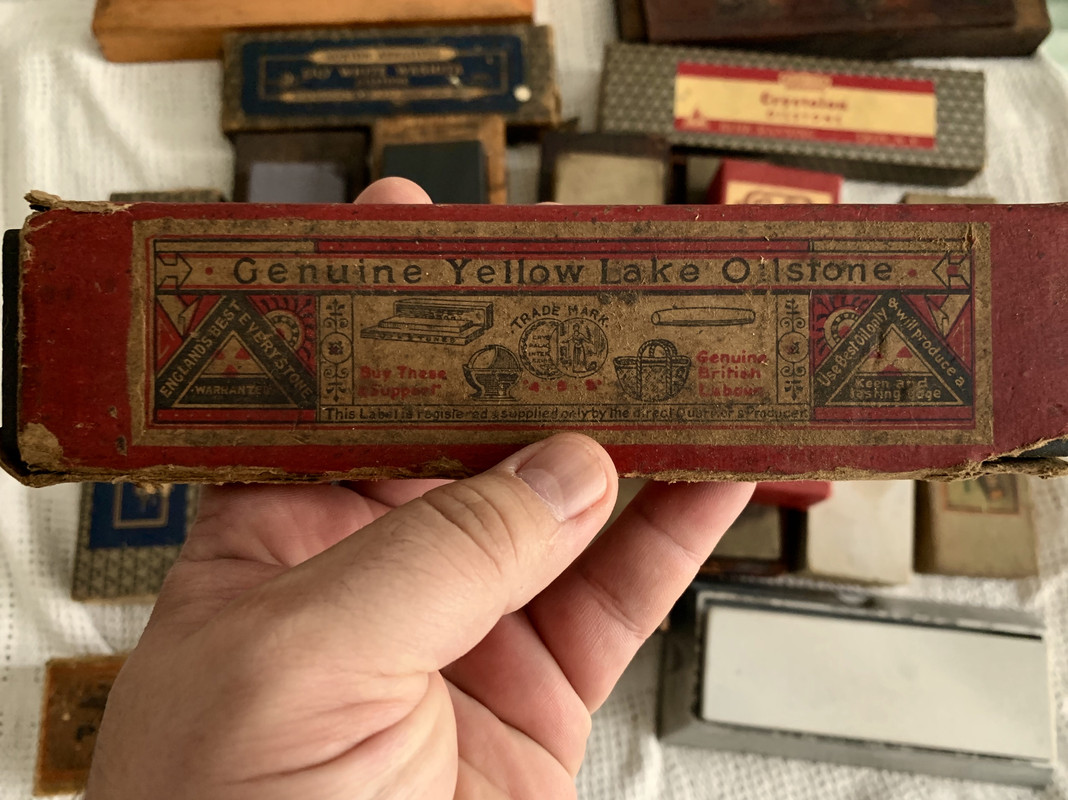 Crystolon
OILSTONE
Genuine Yellow Lake Oilstone
ENGLANDS BEST EVERY STONE
WARRANTED
TRADE MARK.
Buy These
& Support
Genuine
British
Labour
Use Best Oil only & will produce a
Keen and
lasting Edge
This Label is registered & supplied only by the direct Quarrier & Producer